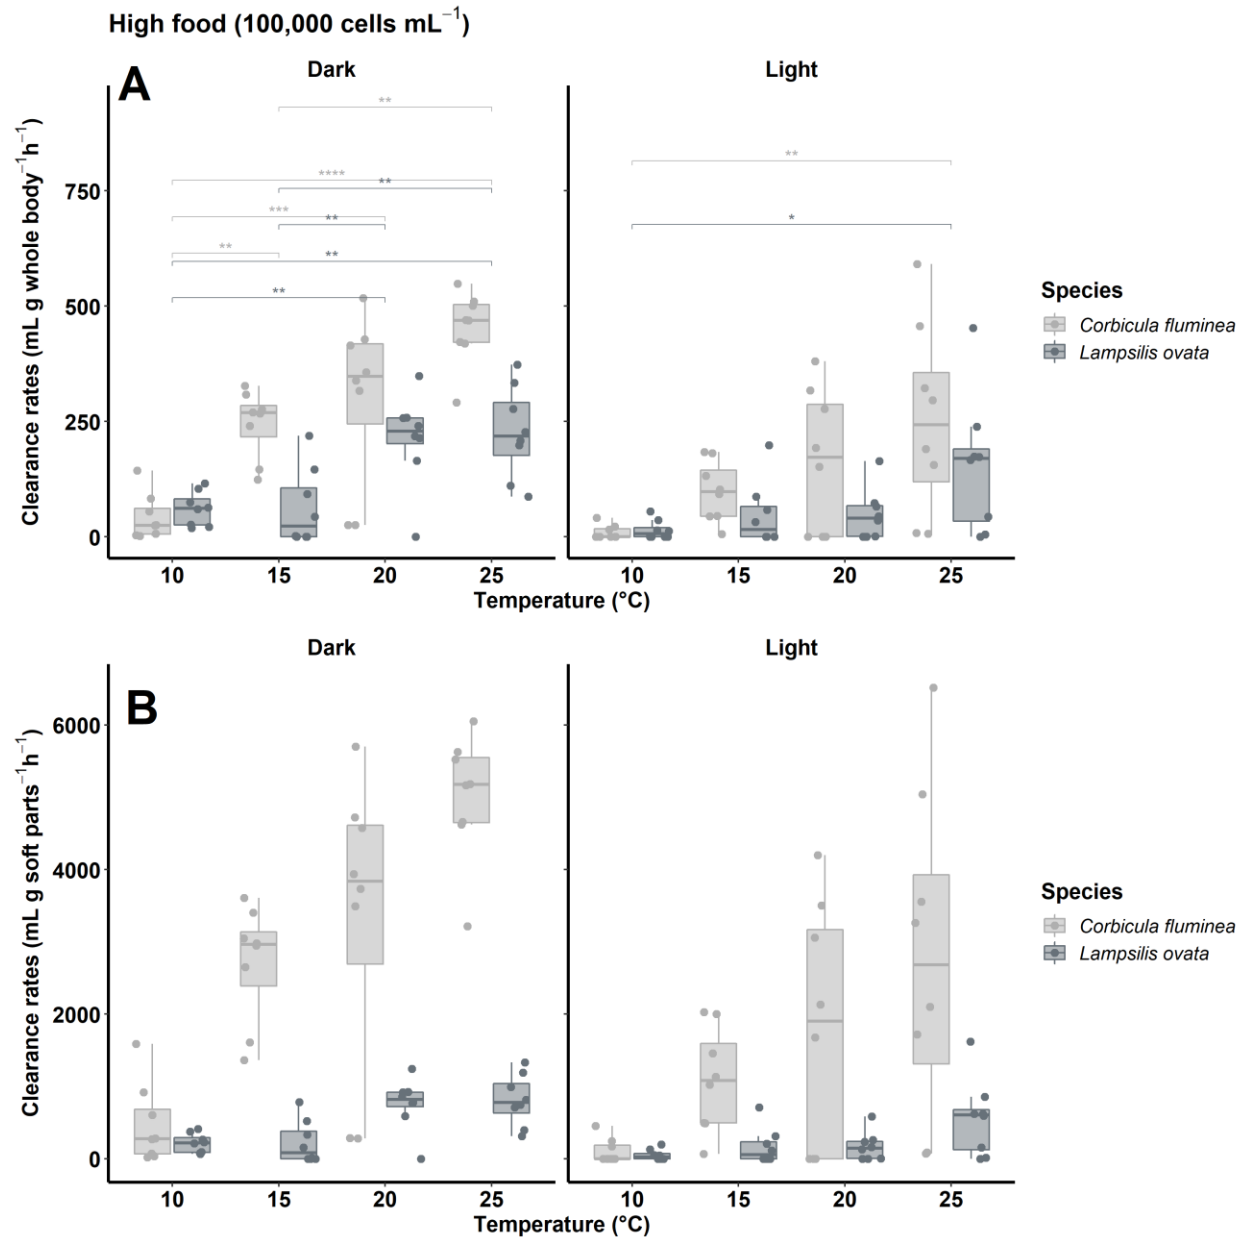 High food (100,000 cells mL⁻¹)
A
Dark
Light
Clearance rates (mL g whole body⁻¹h⁻¹)
**
****
**
***
**
**
**
**
**
*
750
500
250
0
10 15 20 25
10 15 20 25
Temperature (°C)
Species
Corbicula fluminea
Lampsilis ovata
B
Dark
Light
Clearance rates (mL g soft parts⁻¹h⁻¹)
6000
4000
2000
0
10 15 20 25
10 15 20 25
Temperature (°C)
Species
Corbicula fluminea
Lampsilis ovata